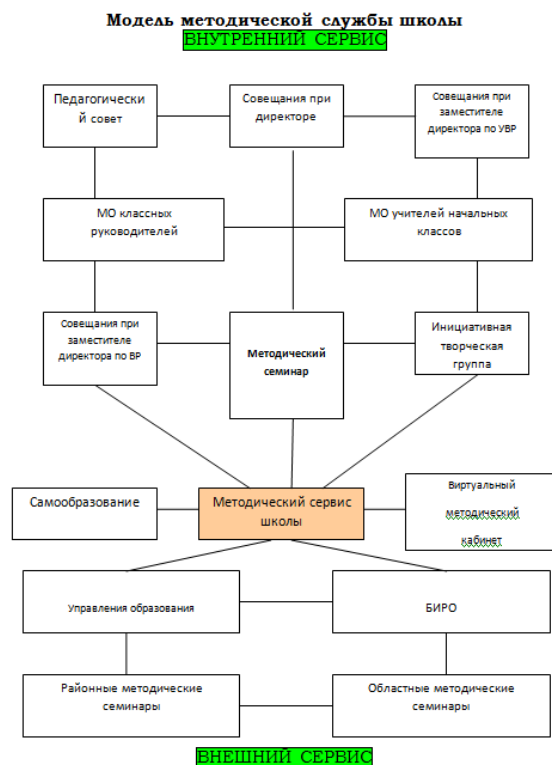 Модель методической службы школы
ВНУТРЕННИЙ СЕРВИС
Педагогически
й совет
Совещания при
директоре
Совещания при
заместителе
директора по УВР
МО классных
руководителей
МО учителей начальных
классов
Совещания при
заместителе
директора по ВР
Методический
семинар
Инициативная
творческая
группа
Самообразование
Методический сервис
школы
Виртуальный
методический
кабинет
Управления образования
БИРО
Районные методические
семинары
Областные методические
семинары
ВНЕШНИЙ СЕРВИС